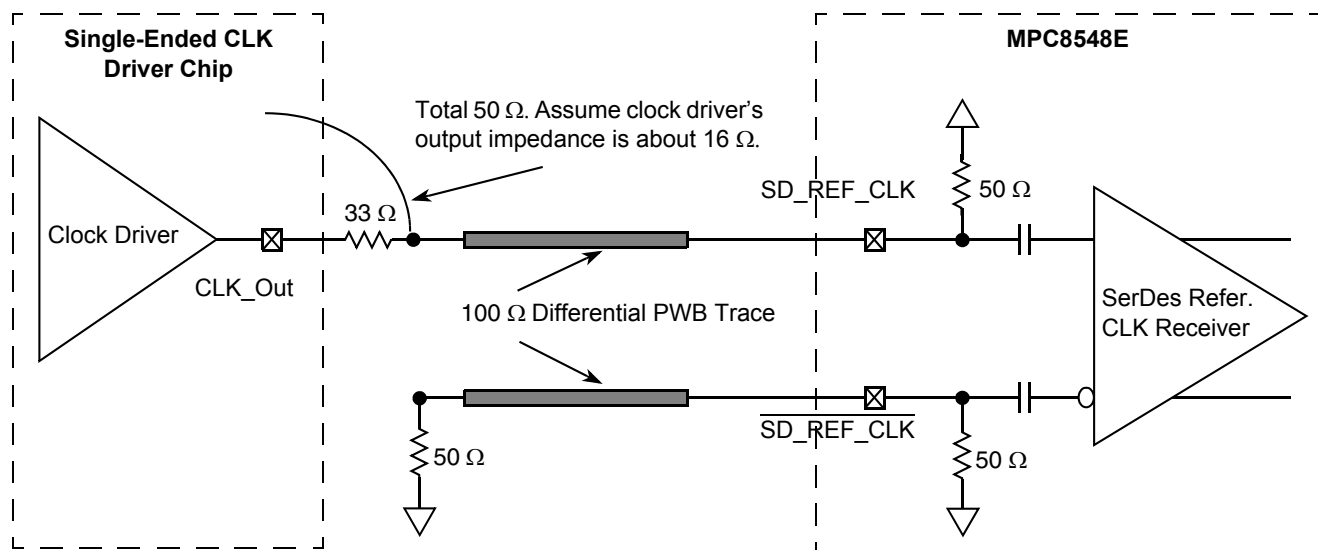 Single-Ended CLK
Driver Chip
MPC8548E
Total 50 Ω. Assume clock driver's
output impedance is about 16 Ω.
SD_REF_CLK
50 Ω
33 Ω
Clock Driver
CLK_Out
100 Ω Differential PWB Trace
SerDes Refer.
CLK Receiver
SD_REF_CLK
50 Ω
50 Ω